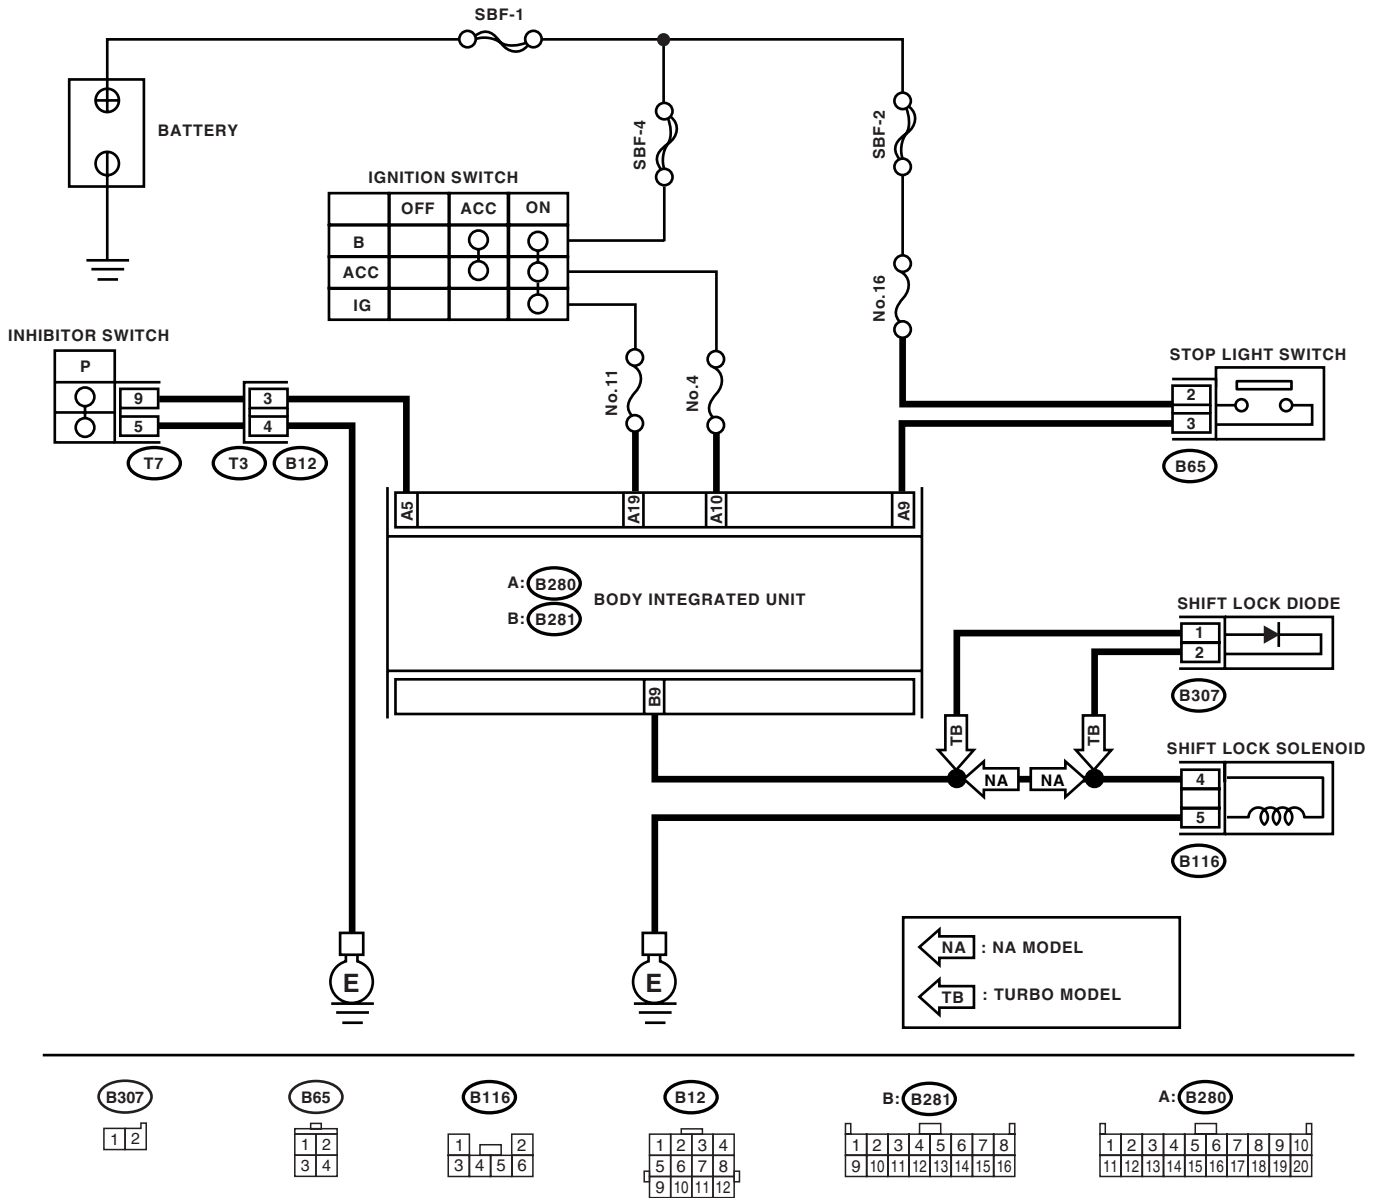 SBF-1
BATTERY
SBF-4
SBF-2
IGNITION SWITCH
OFF ACC ON
B
ACC
IG
No.16
INHIBITOR SWITCH
P
9
5
3
4
T7 T3 B12
No.11
No.4
STOP LIGHT SWITCH
2
3
B65
A5 A19 A10 A9
A: B280
B: B281
BODY INTEGRATED UNIT
B9
SHIFT LOCK DIODE
1
2
B307
TB TB
SHIFT LOCK SOLENOID
NA NA
4
5
B116
E E
NA : NA MODEL
TB : TURBO MODEL
B307
1 2
B65
1 2
3 4
B116
1 2
3 4 5 6
B12
1 2 3 4
5 6 7 8
9 10 11 12
B: B281
1 2 3 4 5 6 7 8
9 10 11 12 13 14 15 16
A: B280
1 2 3 4 5 6 7 8 9 10
11 12 13 14 15 16 17 18 19 20